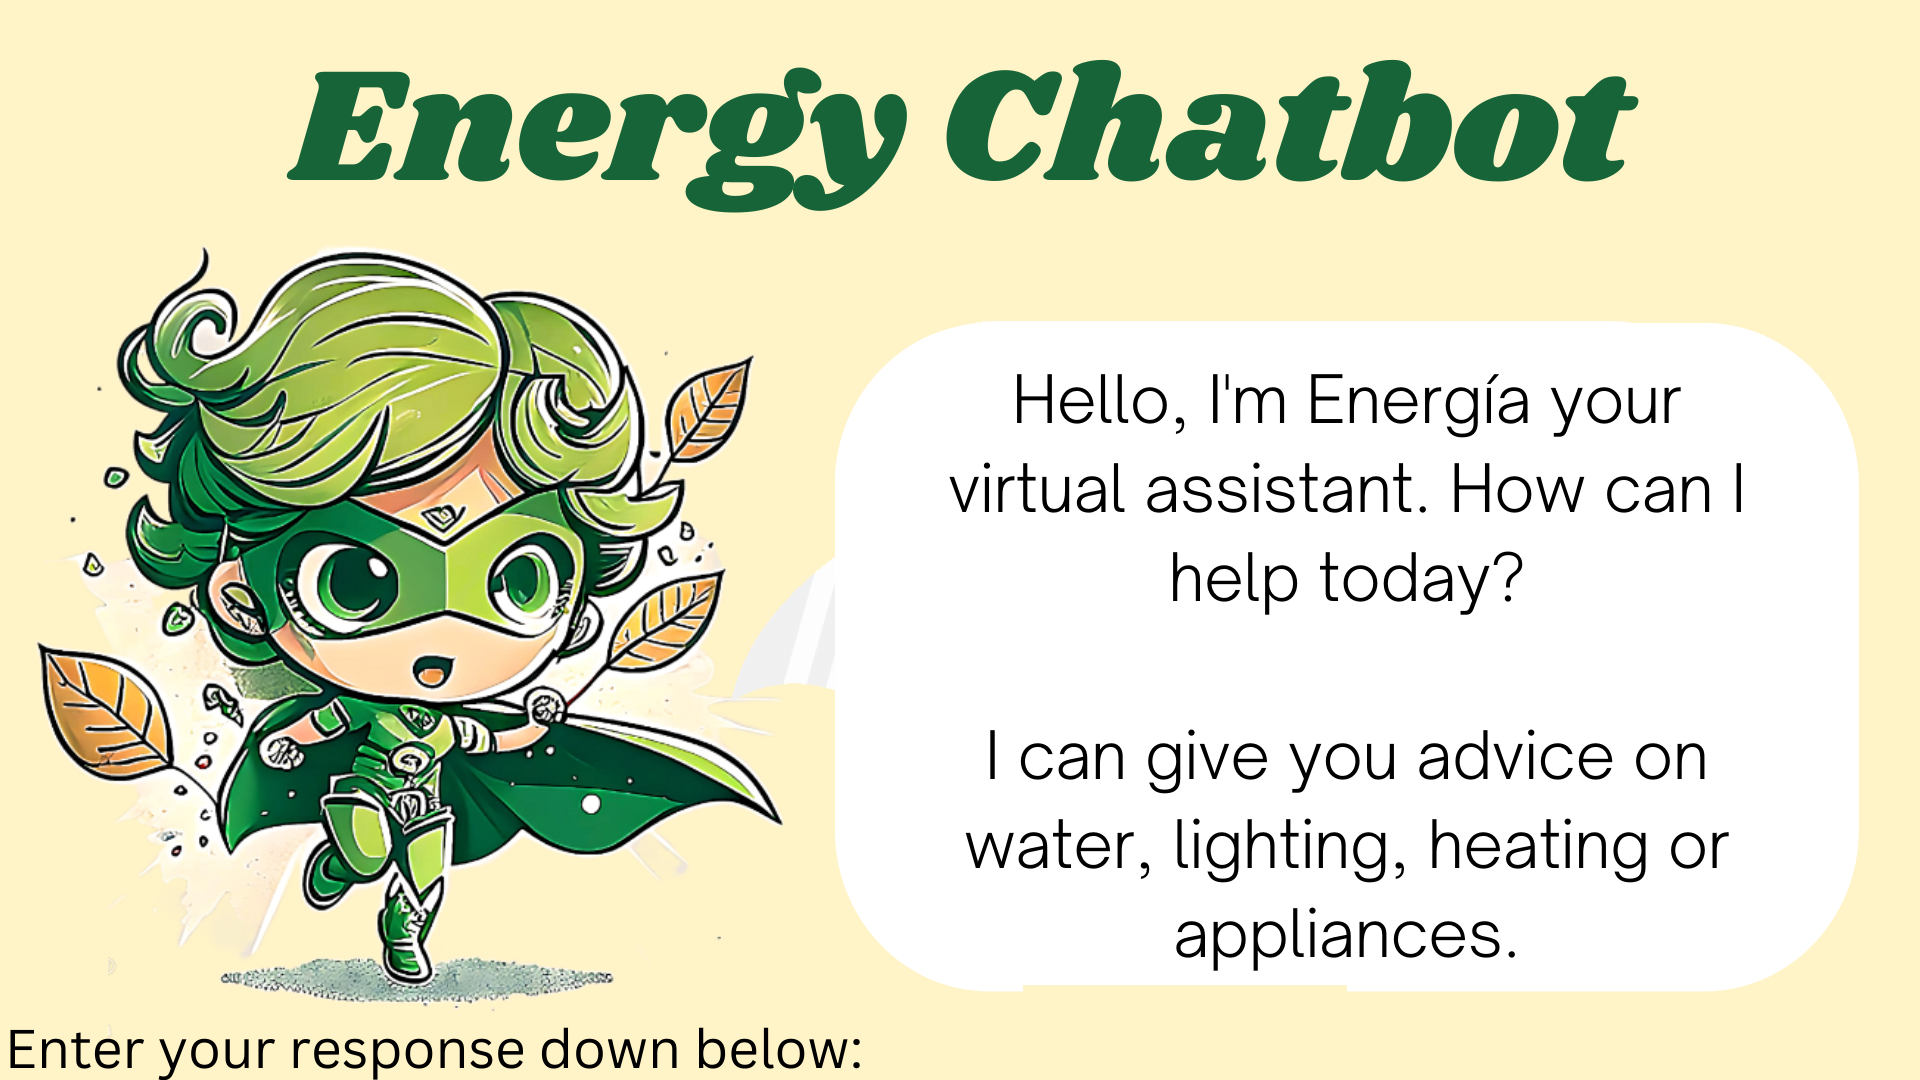 Energy Chatbot
Hello, I'm Energía your
virtual assistant. How can I
help today?
I can give you advice on
water, lighting, heating or
appliances.
Enter your response down below: